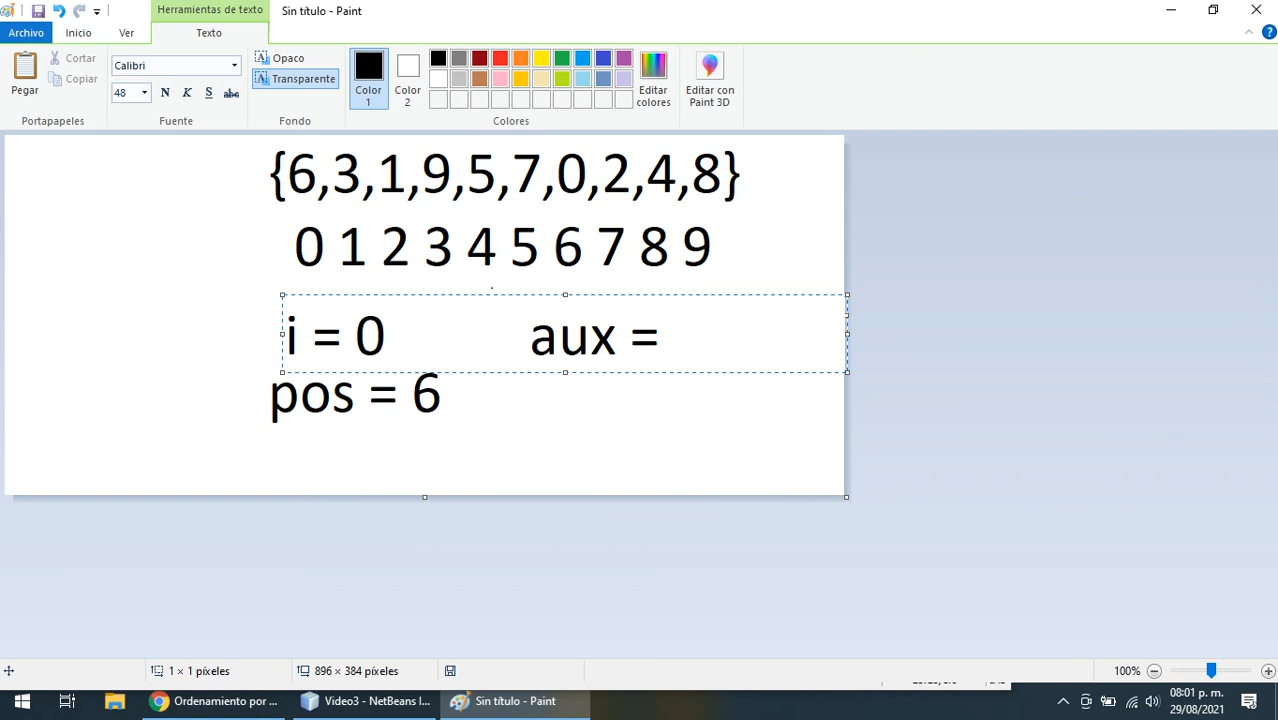 Herramientas de texto
Sin título - Paint
Archivo Inicio Ver Texto
Pegar
Cortar
Copiar
Portapapeles
Calibri
48 N K S abc
Fuente
Opaco
Transparente
Fondo
Color 1
Color 2
Editar colores
Colores
Editar con Paint 3D
{6,3,1,9,5,7,0,2,4,8}
0 1 2 3 4 5 6 7 8 9
i = 0 aux =
pos = 6
1 × 1 píxeles
896 × 384 píxeles
100%
Ordenamiento por ...
Video3 - NetBeans I...
Sin título - Paint
08:01 p. m.
29/08/2021